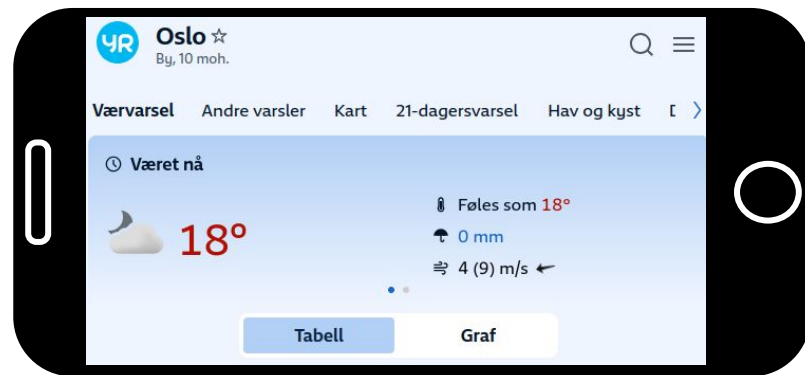 YR
Oslo ☆
By, 10 moh.
Værvarsel Andre varsler Kart 21-dagersvarsel Hav og kyst
Været nå
18°
Føles som 18°
0 mm
4 (9) m/s
Tabell Graf